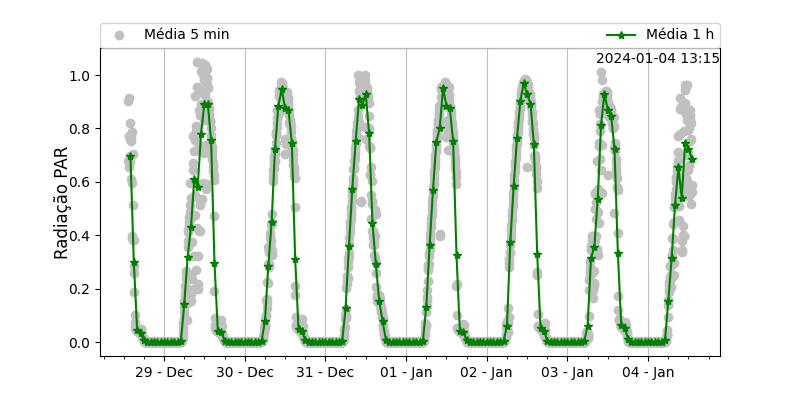 Média 5 min
Média 1 h
2024-01-04 13:15
Radiação PAR
1.0
0.8
0.6
0.4
0.2
0.0
29 - Dec
30 - Dec
31 - Dec
01 - Jan
02 - Jan
03 - Jan
04 - Jan